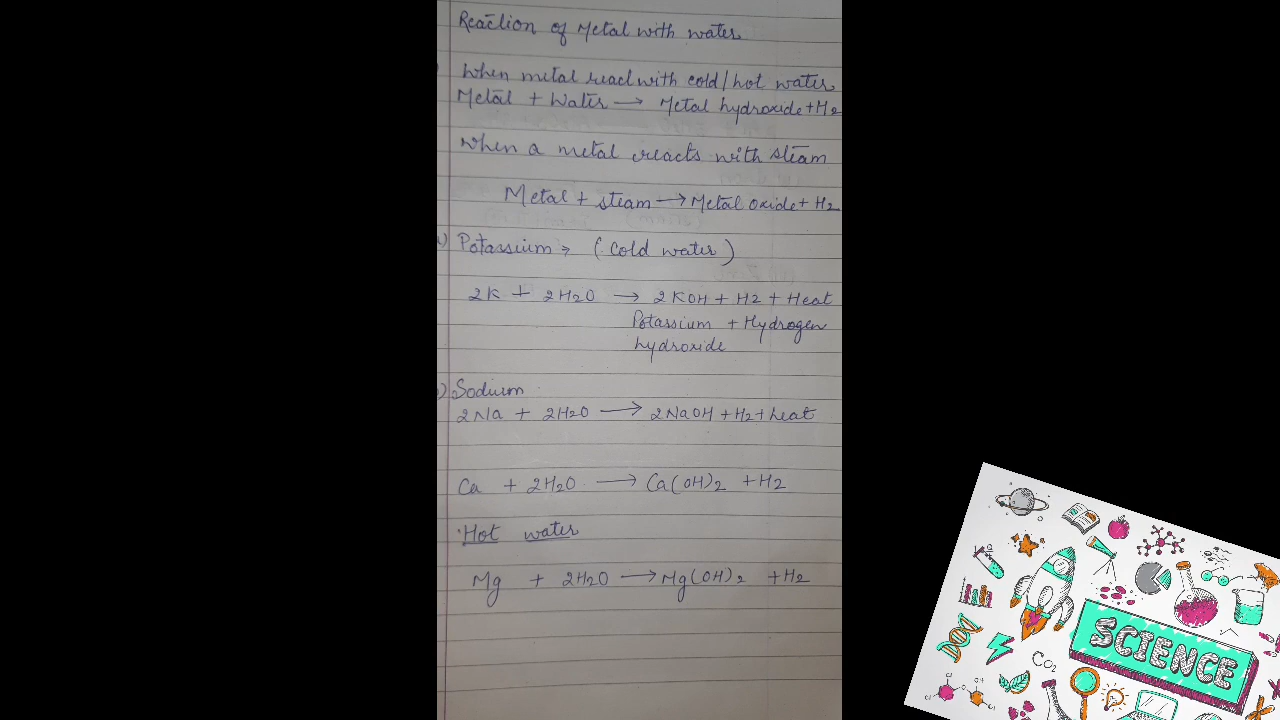 Reaction of Metal with water
When metal react with cold/hot water
Metal + Water → Metal hydroxide + H2
When a metal reacts with steam
Metal + steam → Metal oxide + H2
) Potassium → (Cold water)
2K + 2H2O → 2KOH + H2 + Heat
Potassium + Hydrogen
hydroxide
) Sodium
2Na + 2H2O → 2NaOH + H2 + heat
Ca + 2H2O → Ca(OH)2 + H2
Hot water
Mg + 2H2O → Mg(OH)2 + H2
SCIENCE
CO2